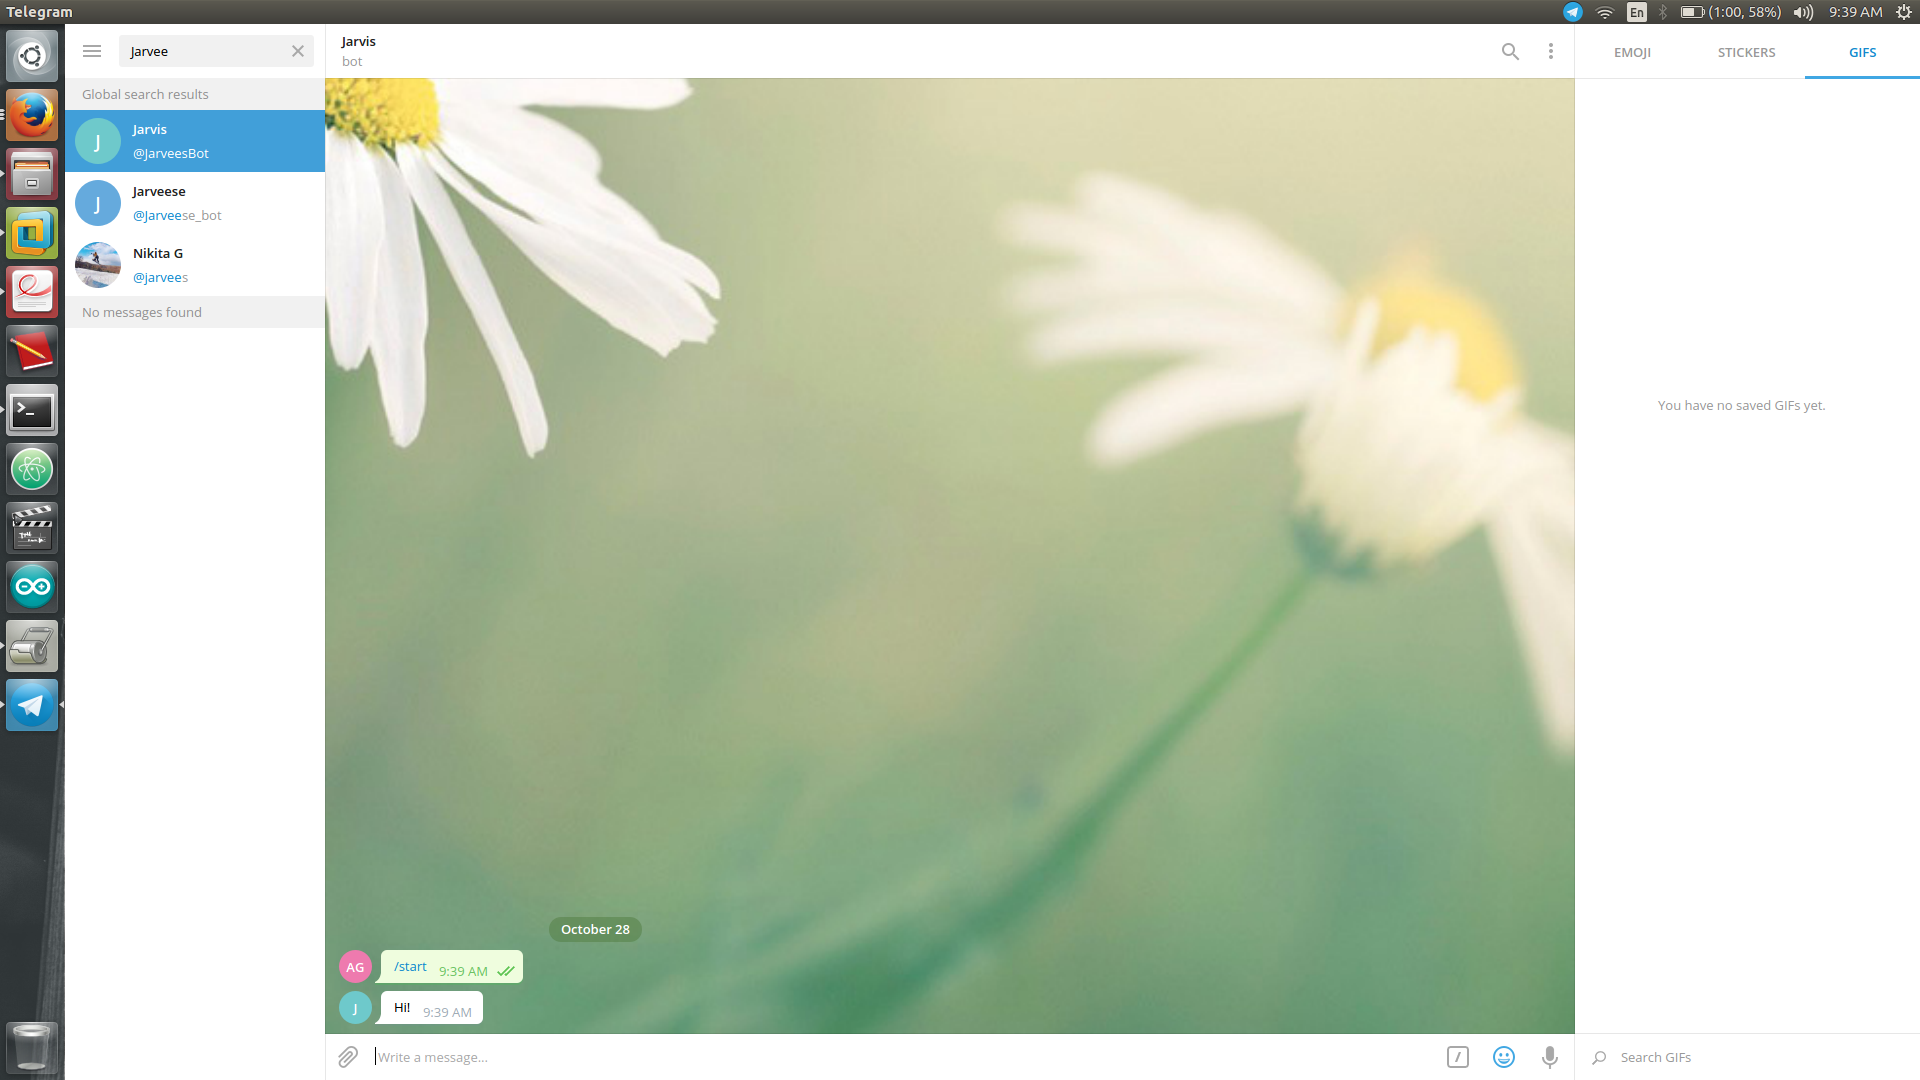 Telegram
En
(1:00, 58%)
9:39 AM
Jarvee
Global search results
J
Jarvis
@JarveesBot
J
Jarveese
@Jarveese_bot
Nikita G
@jarvees
No messages found
Jarvis
bot
October 28
AG
/start
9:39 AM
J
Hi!
9:39 AM
Write a message...
/
EMOJI
STICKERS
GIFS
You have no saved GIFs yet.
Search GIFs